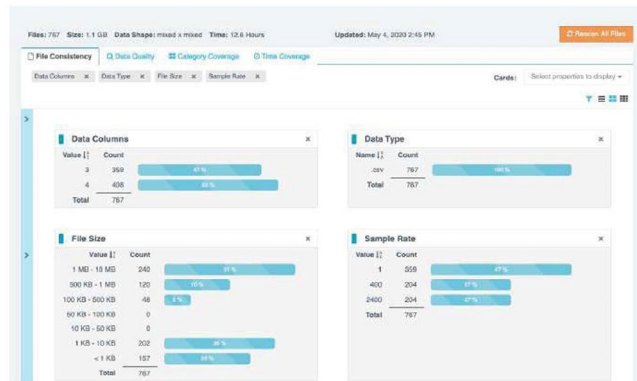 Files: 767 Size: 1.1 GB Data Shape: mixed x mixed Time: 12.6 Hours Updated: May 4, 2020 2:45 PM Rescan All Files
File Consistency Data Quality Category Coverage Time Coverage
Data Columns x Data Type x File Size x Sample Rate x Cards: Select properties to display
Data Columns x Data Type x
Value Count Name Count
3 359 47% .csv 767 100%
4 408 53% Total 767
Total 767
File Size x Sample Rate x
Value Count Value Count
1 MB - 10 MB 240 31% 1 359 47%
500 KB - 1 MB 120 16% 400 204 27%
100 KB - 500 KB 48 6% 2400 204 27%
50 KB - 100 KB 0 Total 767
10 KB - 50 KB 0
1 KB - 10 KB 202 26%
< 1 KB 157 20%
Total 767